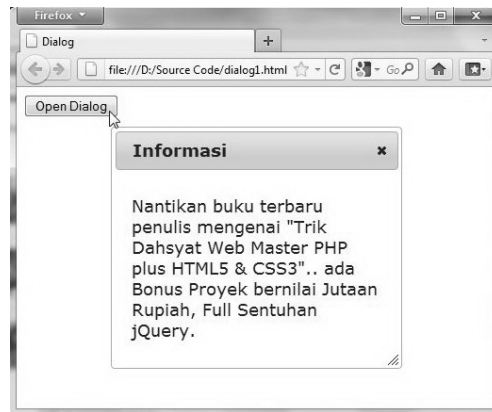 Firefox
Dialog
file:///D:/Source Code/dialog1.html
Go
Open Dialog
Informasi
Nantikan buku terbaru
penulis mengenai "Trik
Dahsyat Web Master PHP
plus HTML5 & CSS3".. ada
Bonus Proyek bernilai Jutaan
Rupiah, Full Sentuhan
jQuery.